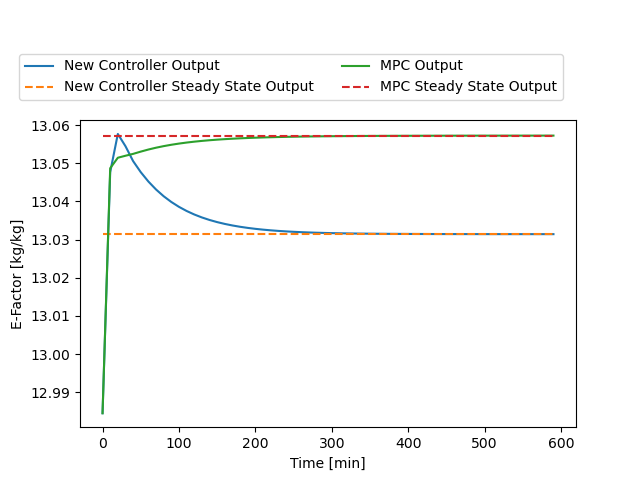 New Controller Output
New Controller Steady State Output
MPC Output
MPC Steady State Output
13.06
13.05
13.04
13.03
13.02
13.01
13.00
12.99
E-Factor [kg/kg]
0 100 200 300 400 500 600
Time [min]